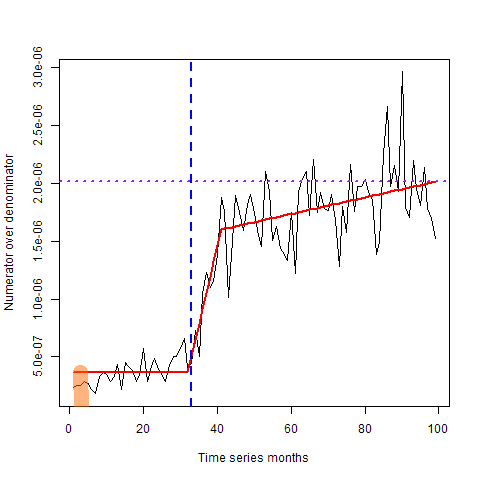 Numerator over denominator
3.0e-06
2.5e-06
2.0e-06
1.5e-06
1.0e-06
5.0e-07
0 20 40 60 80 100
Time series months